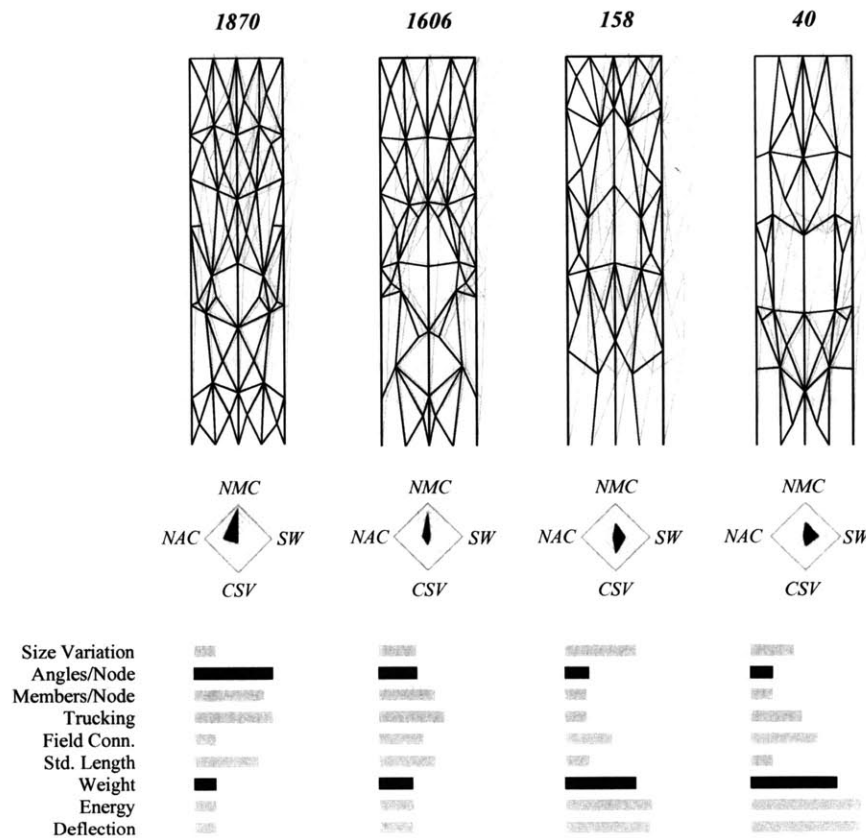 1870 1606 158 40
NMC NMC NMC NMC
NAC SW NAC SW NAC SW NAC SW
CSV CSV CSV CSV
Size Variation
Angles/Node
Members/Node
Trucking
Field Conn.
Std. Length
Weight
Energy
Deflection